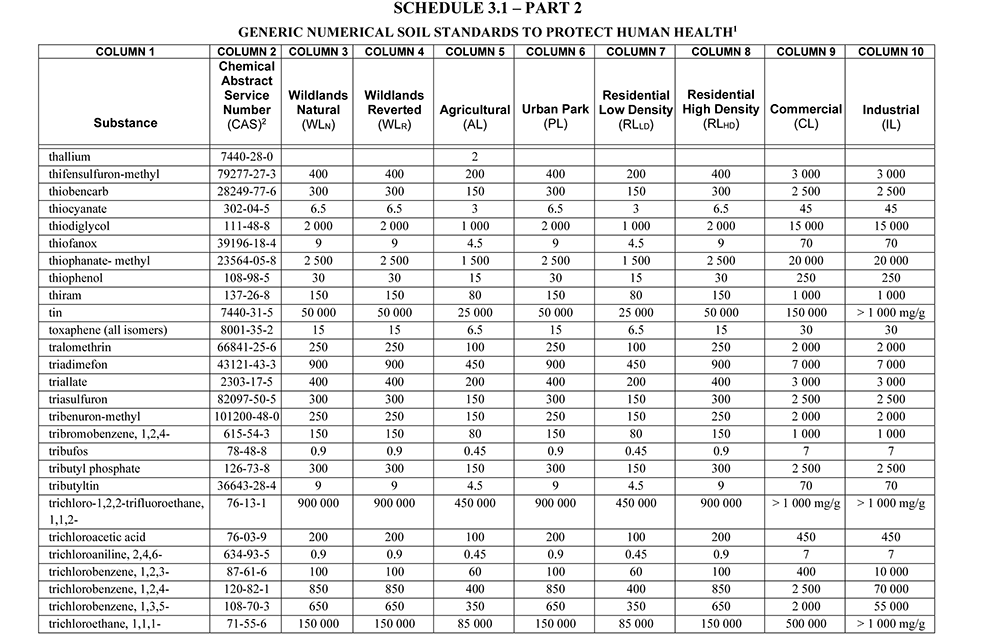 SCHEDULE 3.1 – PART 2
GENERIC NUMERICAL SOIL STANDARDS TO PROTECT HUMAN HEALTH1
COLUMN 1 COLUMN 2 COLUMN 3 COLUMN 4 COLUMN 5 COLUMN 6 COLUMN 7 COLUMN 8 COLUMN 9 COLUMN 10
Substance
Chemical
Abstract
Service
Number
(CAS)2
Wildlands
Natural
(WLN)
Wildlands
Reverted
(WLR)
Agricultural
(AL)
Urban Park
(PL)
Residential
Low Density
(RLLD)
Residential
High Density
(RLHD)
Commercial
(CL)
Industrial
(IL)
thallium 7440-28-0 2
thifensulfuron-methyl 79277-27-3 400 400 200 400 200 400 3 000 3 000
thiobencarb 28249-77-6 300 300 150 300 150 300 2 500 2 500
thiocyanate 302-04-5 6.5 6.5 3 6.5 3 6.5 45 45
thiodiglycol 111-48-8 2 000 2 000 1 000 2 000 1 000 2 000 15 000 15 000
thiofanox 39196-18-4 9 9 4.5 9 4.5 9 70 70
thiophanate- methyl 23564-05-8 2 500 2 500 1 500 2 500 1 500 2 500 20 000 20 000
thiophenol 108-98-5 30 30 15 30 15 30 250 250
thiram 137-26-8 150 150 80 150 80 150 1 000 1 000
tin 7440-31-5 50 000 50 000 25 000 50 000 25 000 50 000 150 000 > 1 000 mg/g
toxaphene (all isomers) 8001-35-2 15 15 6.5 15 6.5 15 30 30
tralomethrin 66841-25-6 250 250 100 250 100 250 2 000 2 000
triadimefon 43121-43-3 900 900 450 900 450 900 7 000 7 000
triallate 2303-17-5 400 400 200 400 200 400 3 000 3 000
triasulfuron 82097-50-5 300 300 150 300 150 300 2 500 2 500
tribenuron-methyl 101200-48-0 250 250 150 250 150 250 2 000 2 000
tribromobenzene, 1,2,4- 615-54-3 150 150 80 150 80 150 1 000 1 000
tribufos 78-48-8 0.9 0.9 0.45 0.9 0.45 0.9 7 7
tributyl phosphate 126-73-8 300 300 150 300 150 300 2 500 2 500
tributyltin 36643-28-4 9 9 4.5 9 4.5 9 70 70
trichloro-1,2,2-trifluoroethane, 76-13-1 900 000 900 000 450 000 900 000 450 000 900 000 > 1 000 mg/g > 1 000 mg/g
1,1,2-
trichloroacetic acid 76-03-9 200 200 100 200 100 200 450 450
trichloroaniline, 2,4,6- 634-93-5 0.9 0.9 0.45 0.9 0.45 0.9 7 7
trichlorobenzene, 1,2,3- 87-61-6 100 100 60 100 60 100 400 10 000
trichlorobenzene, 1,2,4- 120-82-1 850 850 400 850 400 850 2 500 70 000
trichlorobenzene, 1,3,5- 108-70-3 650 650 350 650 350 650 2 000 55 000
trichloroethane, 1,1,1- 71-55-6 150 000 150 000 85 000 150 000 85 000 150 000 500 000 > 1 000 mg/g